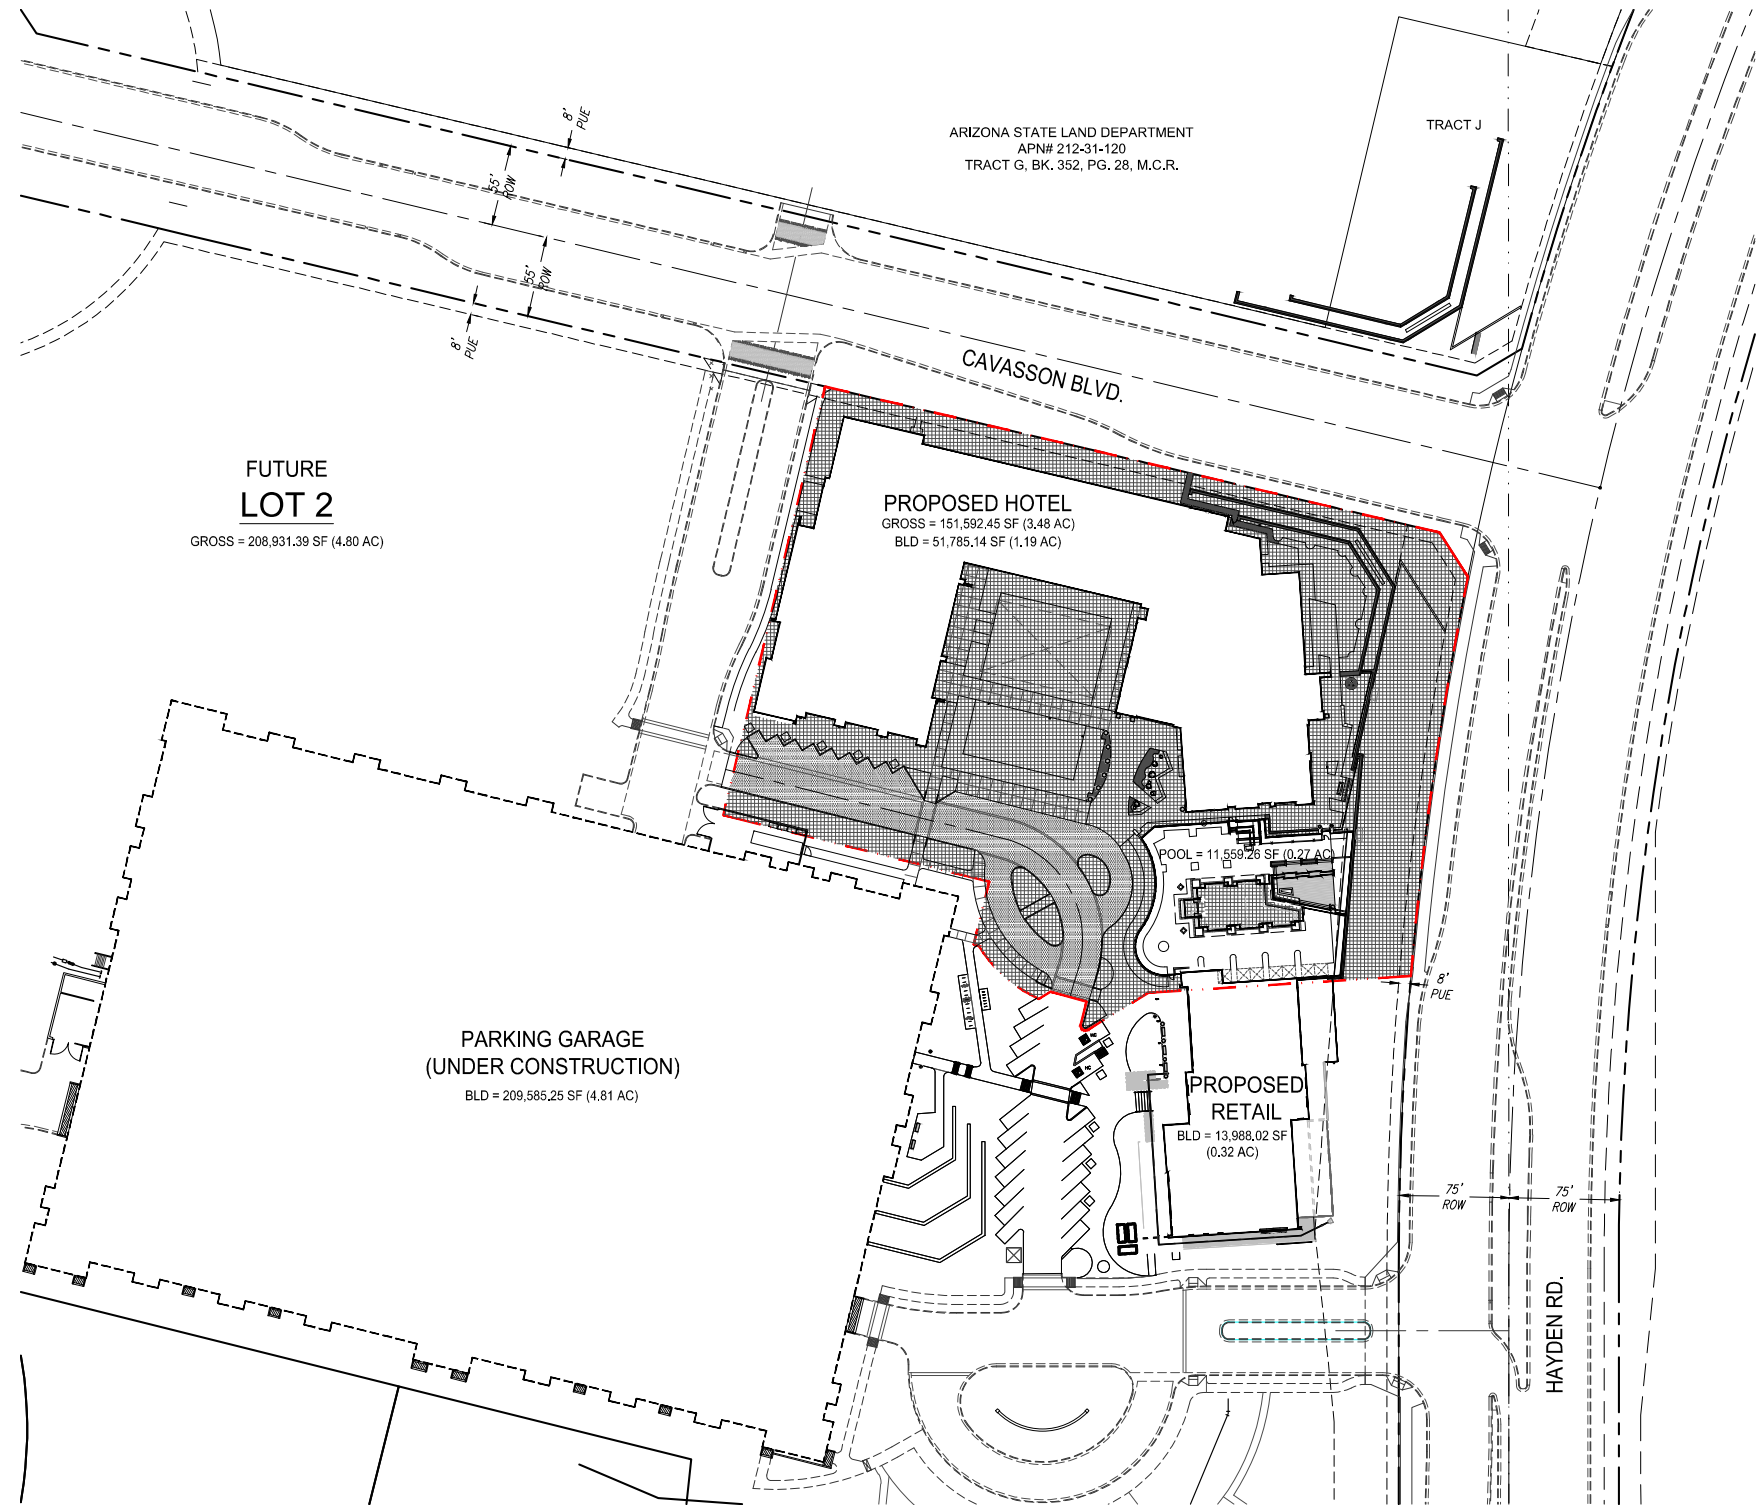 8'
PUE
ARIZONA STATE LAND DEPARTMENT
APN# 212-31-120
TRACT G, BK. 352, PG. 28, M.C.R.
TRACT J
55'
ROW
55'
ROW
8'
PUE
CAVASSON BLVD.
FUTURE
LOT 2
GROSS = 208,931.39 SF (4.80 AC)
PROPOSED HOTEL
GROSS = 151,592.45 SF (3.48 AC)
BLD = 51,785.14 SF (1.19 AC)
POOL = 11,559.26 SF (0.27 AC)
8'
PUE
PARKING GARAGE
(UNDER CONSTRUCTION)
BLD = 209,585.25 SF (4.81 AC)
PROPOSED
RETAIL
BLD = 13,988.02 SF
(0.32 AC)
75'
ROW
75'
ROW
HAYDEN RD.